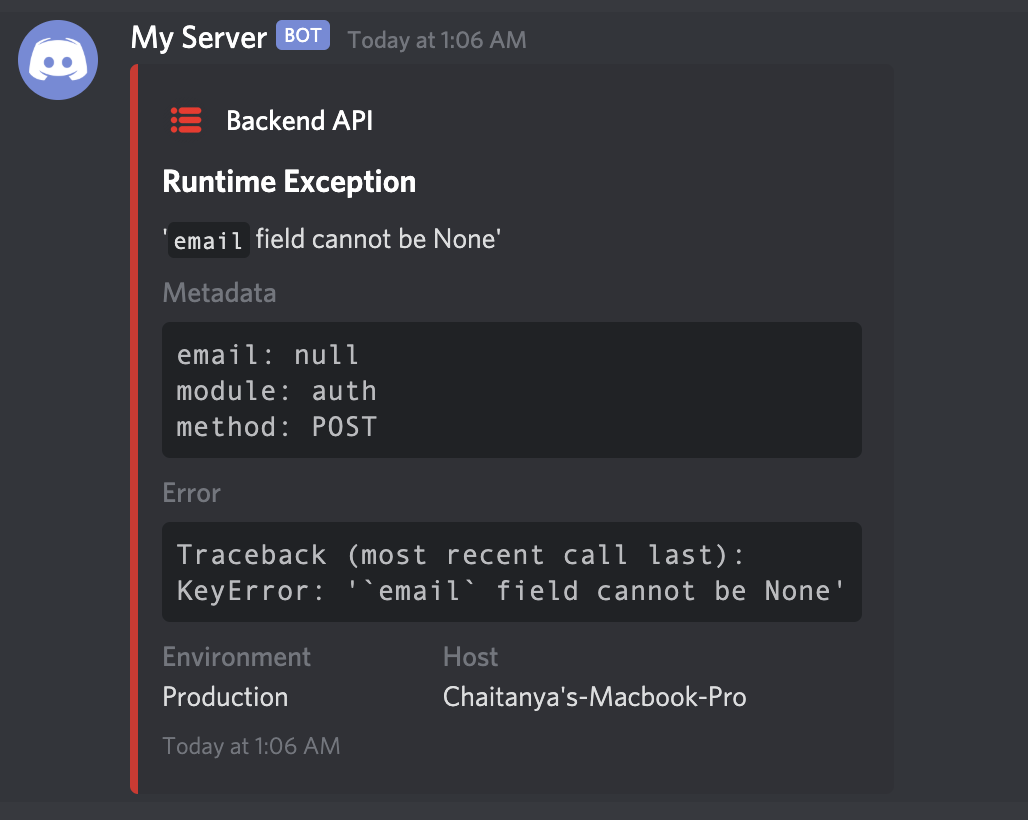 My Server BOT Today at 1:06 AM
Backend API
Runtime Exception
'email field cannot be None'
Metadata
email: null
module: auth
method: POST
Error
Traceback (most recent call last):
KeyError: '`email` field cannot be None'
Environment Host
Production Chaitanya's-Macbook-Pro
Today at 1:06 AM